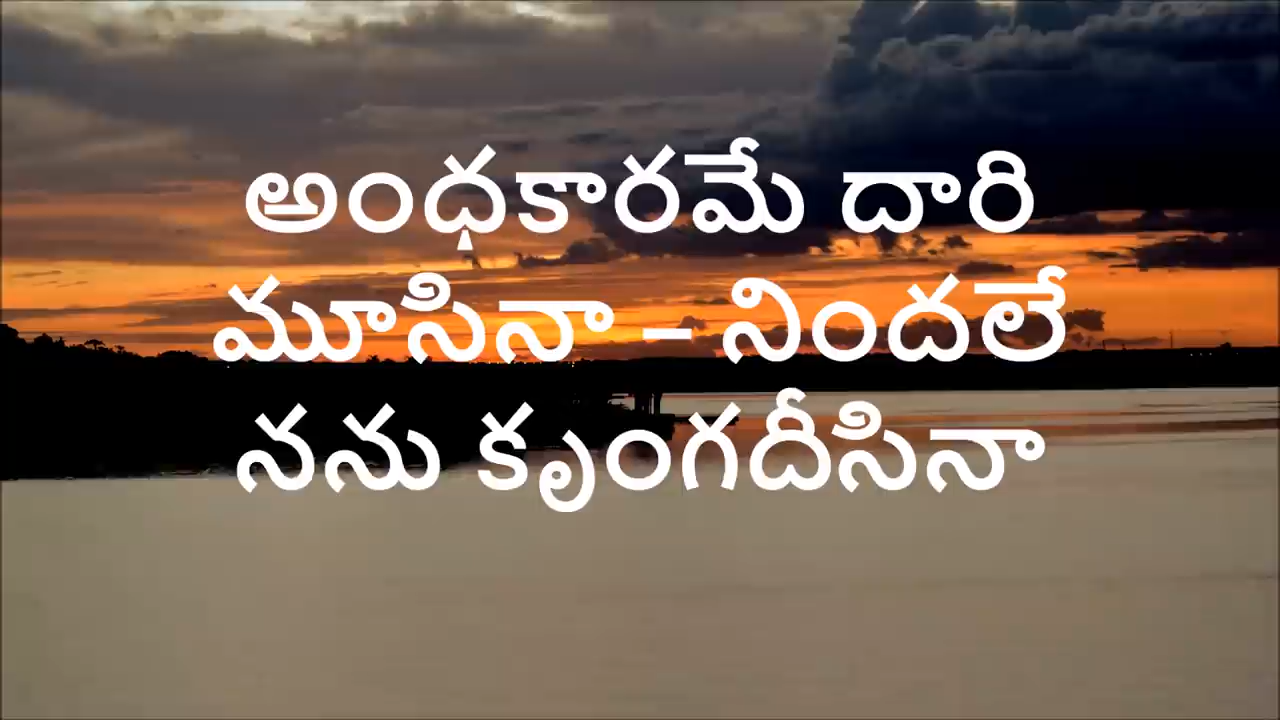 అంధకారమే దారి
మూసినా – నిందలే
నను కృంగదీసినా